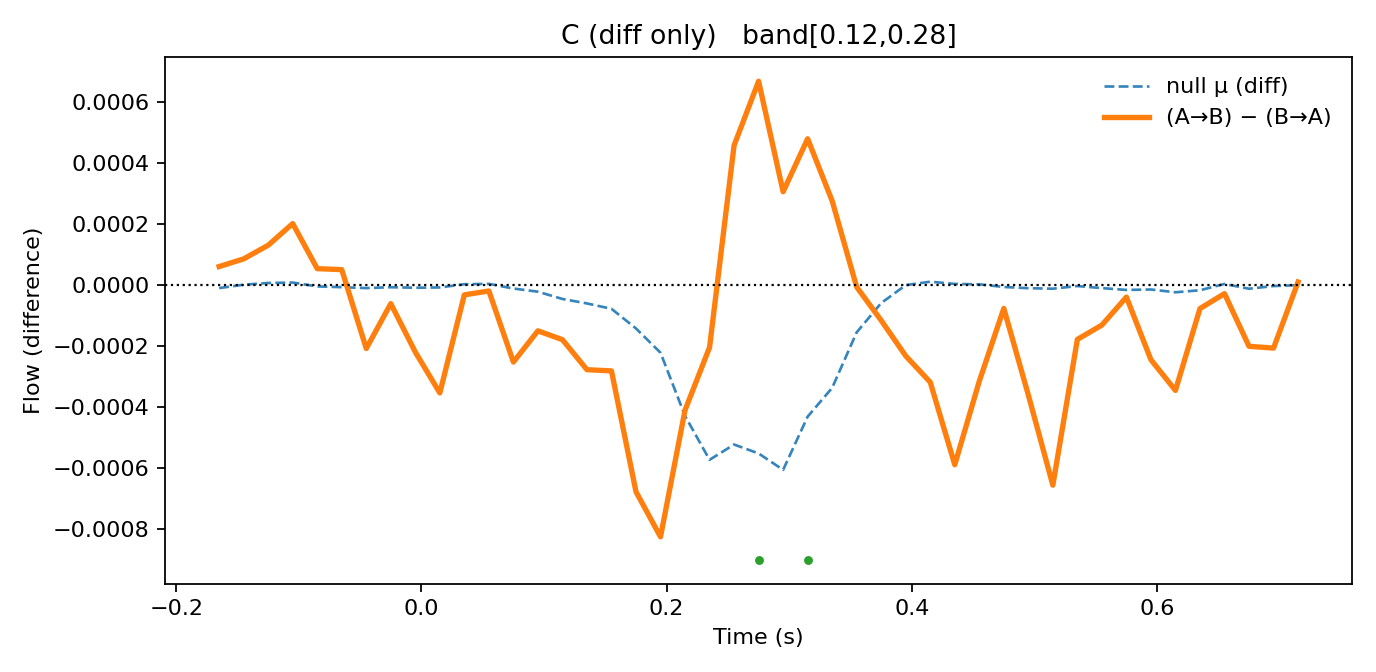 C (diff only)   band[0.12,0.28]
null μ (diff)
(A→B) − (B→A)
Flow (difference)
0.0006
0.0004
0.0002
0.0000
−0.0002
−0.0004
−0.0006
−0.0008
−0.2
0.0
0.2
0.4
0.6
Time (s)